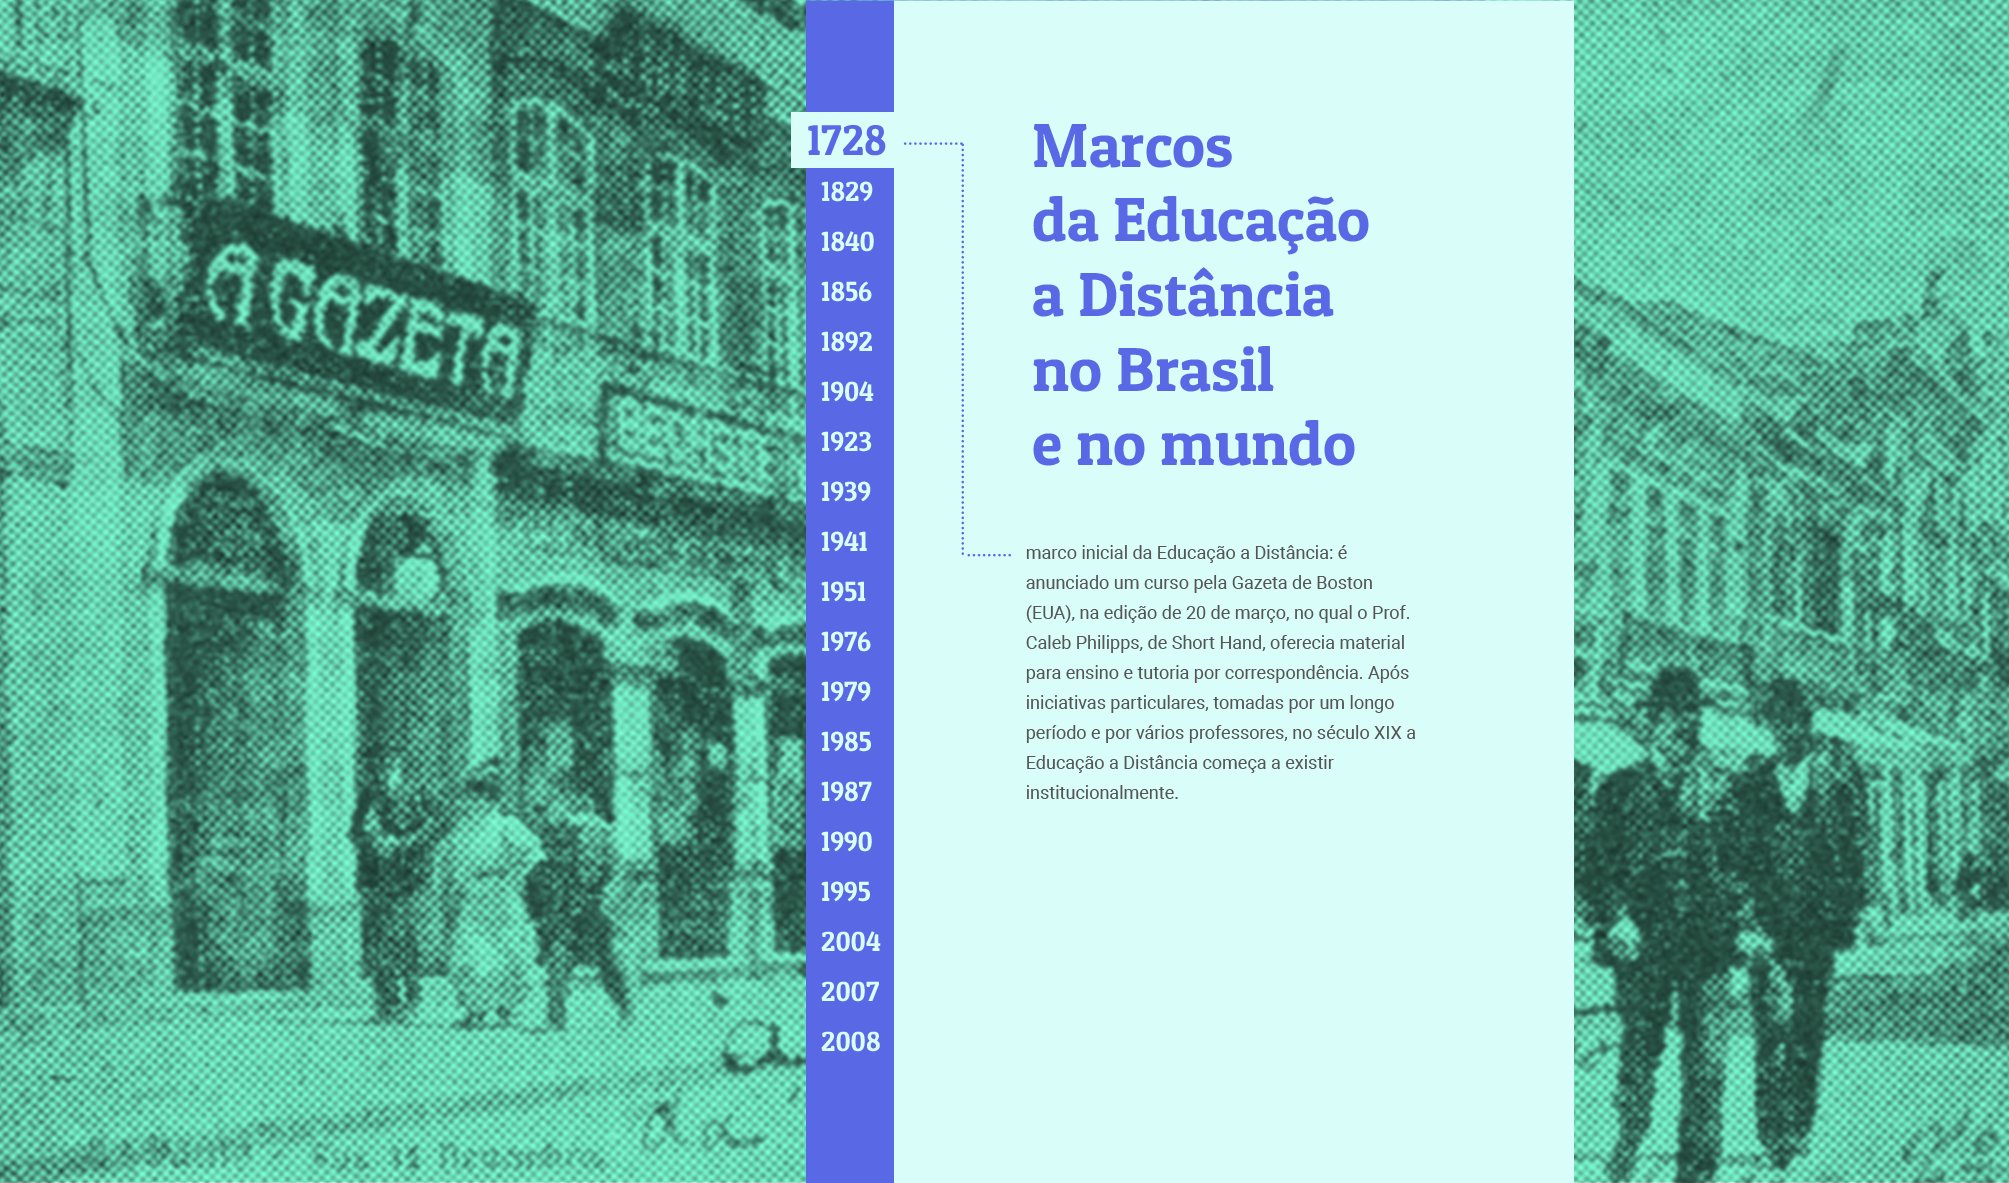 A GAZETA
1728
1829
1840
1856
1892
1904
1923
1939
1941
1951
1976
1979
1985
1987
1990
1995
2004
2007
2008
Marcos
da Educação
a Distância
no Brasil
e no mundo
marco inicial da Educação a Distância: é
anunciado um curso pela Gazeta de Boston
(EUA), na edição de 20 de março, no qual o Prof.
Caleb Philipps, de Short Hand, oferecia material
para ensino e tutoria por correspondência. Após
iniciativas particulares, tomadas por um longo
período e por vários professores, no século XIX a
Educação a Distância começa a existir
institucionalmente.